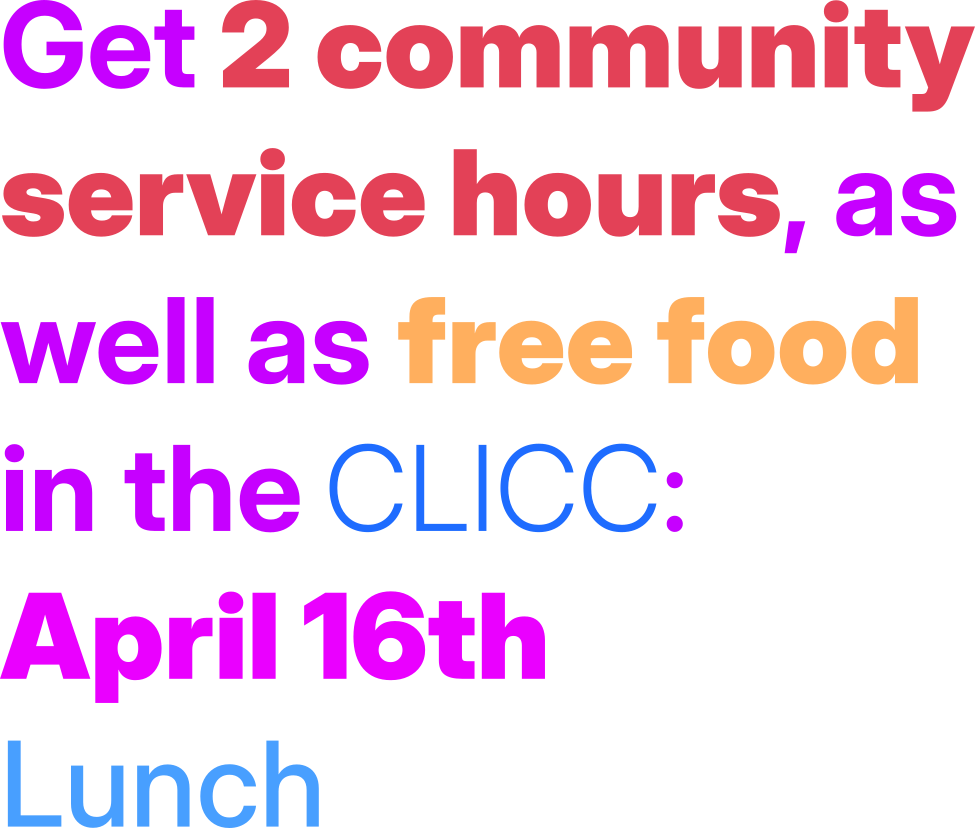 Get 2 community
service hours, as
well as free food
in the CLICC:
April 16th
Lunch